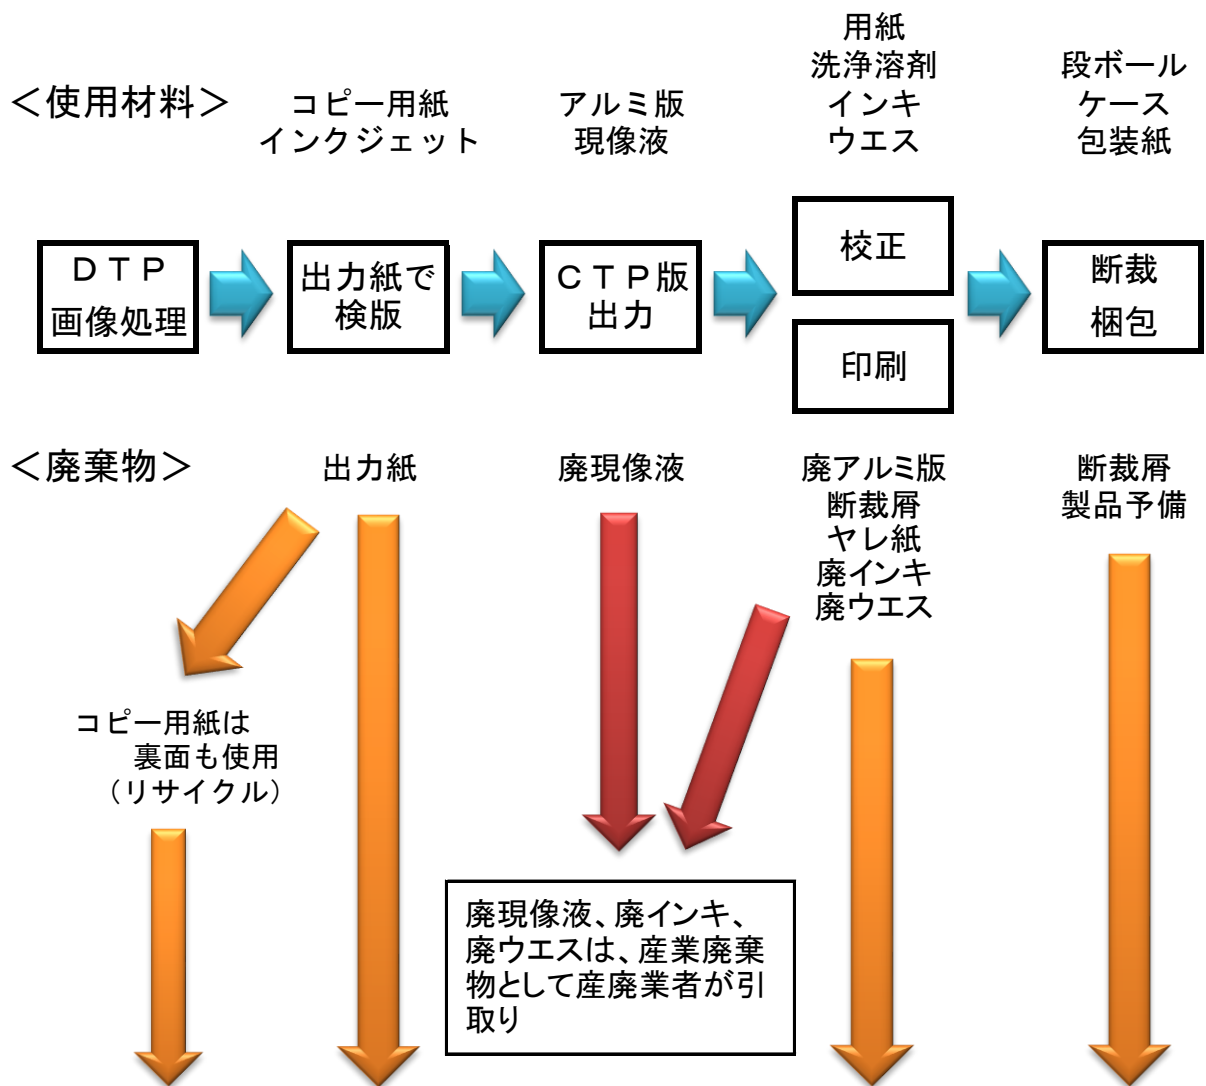 ＜使用材料＞
コピー用紙
インクジェット
アルミ版
現像液
用紙
洗浄溶剤
インキ
ウエス
段ボール
ケース
包装紙
ＤＴＰ
画像処理
出力紙で
検版
ＣＴＰ版
出力
校正
印刷
断裁
梱包
＜廃棄物＞
出力紙
廃現像液
廃アルミ版
断裁屑
ヤレ紙
廃インキ
廃ウエス
断裁屑
製品予備
コピー用紙は
裏面も使用
（リサイクル）
廃現像液、廃インキ、
廃ウエスは、産業廃棄
物として産廃業者が引
取り